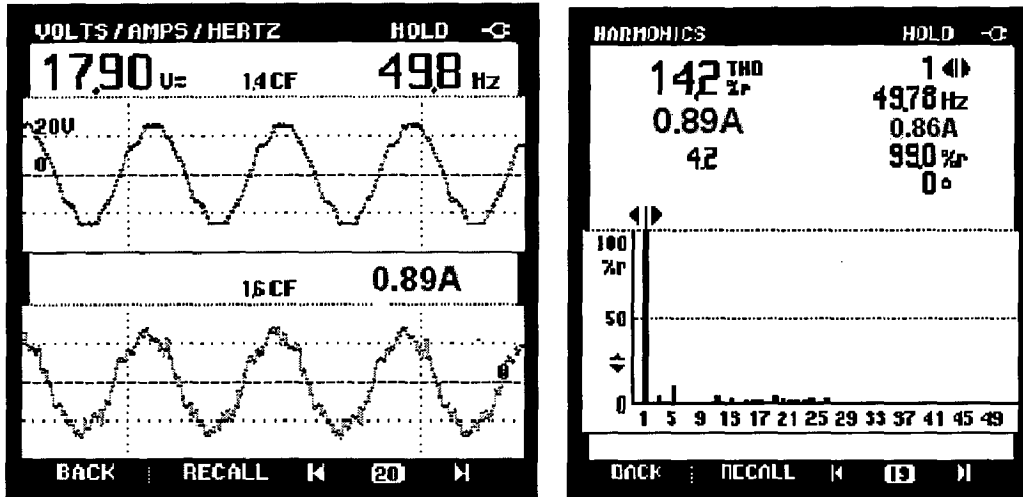 VOLTS / AMPS / HERTZ HOLD
17.90 V≂ 1.4 CF 49.8 Hz
20V
0
1.6 CF 0.89A
0
BACK RECALL 20
HARMONICS HOLD
14.2 THD %r 1
49.78 Hz
0.89A 0.86A
4.2 99.0 %r
0°
100
%r
50
0
1 5 9 13 17 21 25 29 33 37 41 45 49
BACK RECALL 19